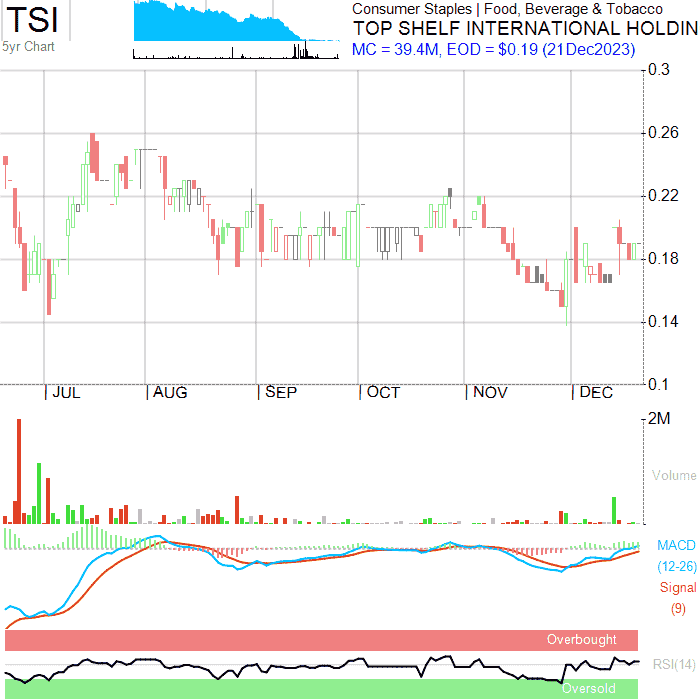 TSI
5yr Chart
Consumer Staples | Food, Beverage & Tobacco
TOP SHELF INTERNATIONAL HOLDIN
MC = 39.4M, EOD = $0.19 (21Dec2023)
0.3
0.26
0.22
0.18
0.14
0.1
JUL
AUG
SEP
OCT
NOV
DEC
2M
Volume
MACD
(12-26)
Signal
(9)
Overbought
RSI(14)
Oversold